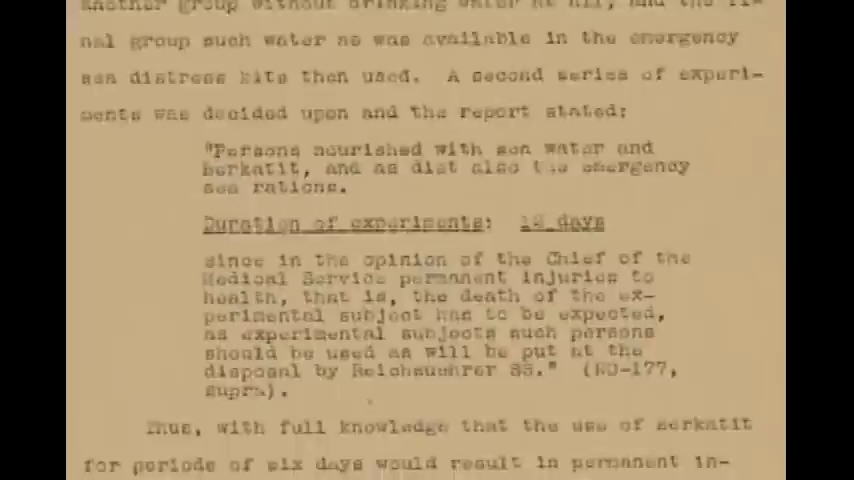 another group without drinking water at all, and the fi-
nal group such water as was available in the emergency
sea distress kits then used. A second series of experi-
ments was decided upon and the report stated:
"Persons nourished with sea water and
berkatit, and as diet also the emergency
sea rations.
Duration of experiments: 12 days
since in the opinion of the Chief of the
Medical Service permanent injuries to
health, that is, the death of the ex-
perimental subject has to be expected,
as experimental subjects such persons
should be used as will be put at the
disposal by Reichsuehrer SS." (NO-177,
supra).
Thus, with full knowledge that the use of berkatit
for periods of six days would result in permanent in-